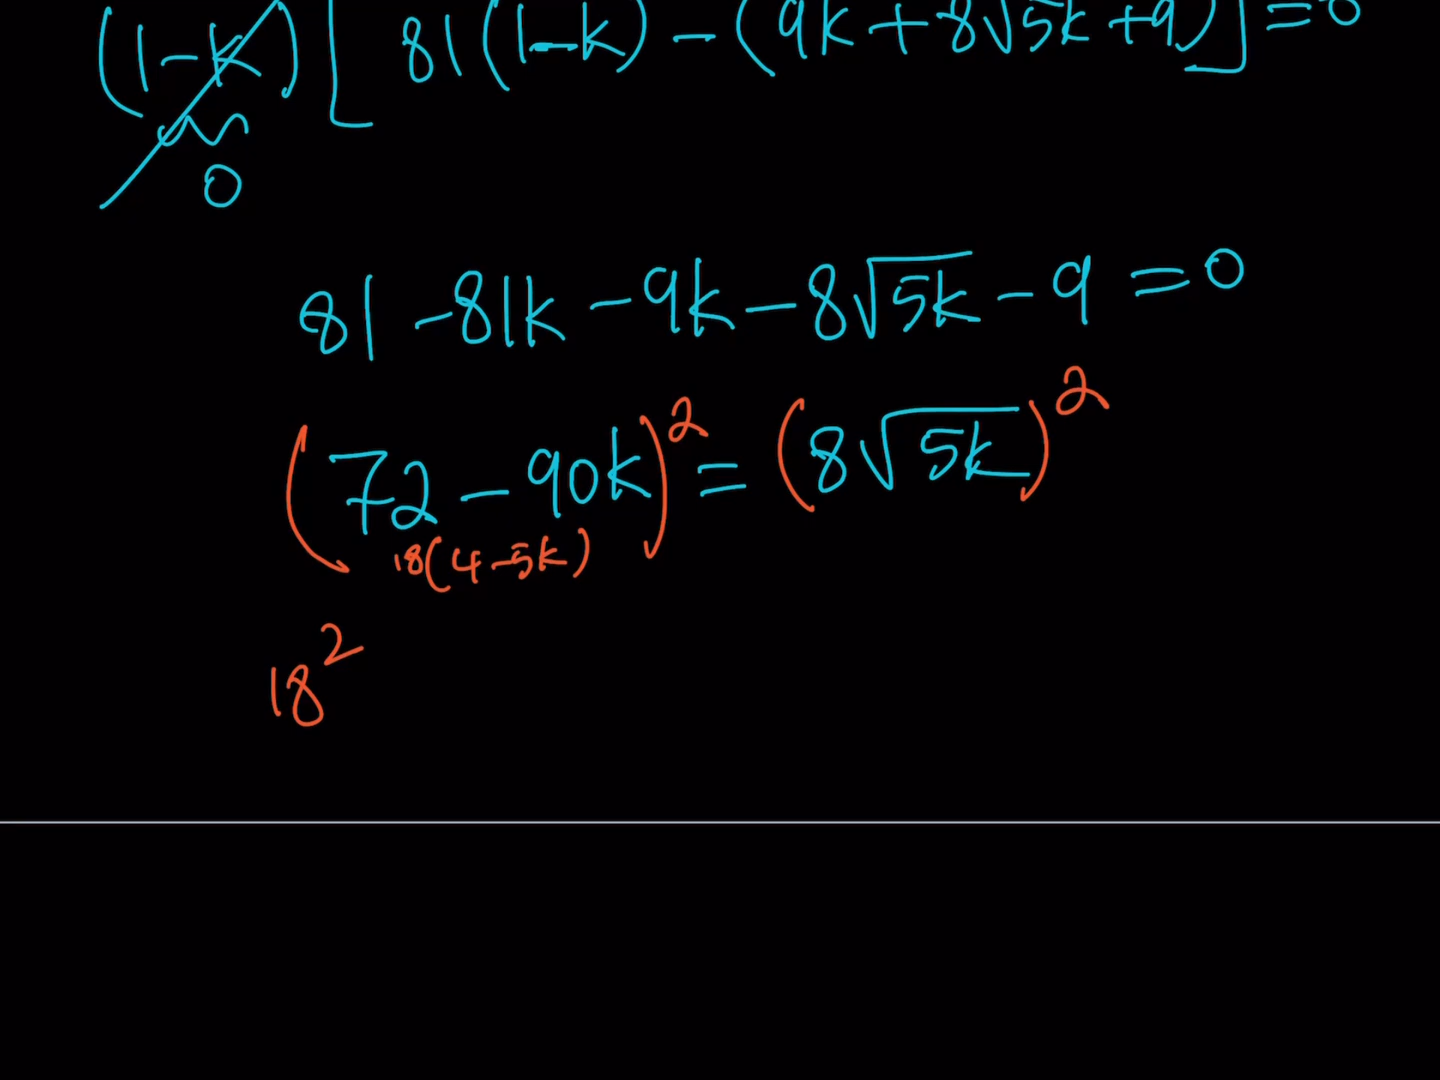 (1-k) [ 81(1-k) - (9k + 8√5k + 9) ] = 0
0
81 - 81k - 9k - 8√5k - 9 = 0
(72 - 90k)² = (8√5k)²
18(4-5k)
18²